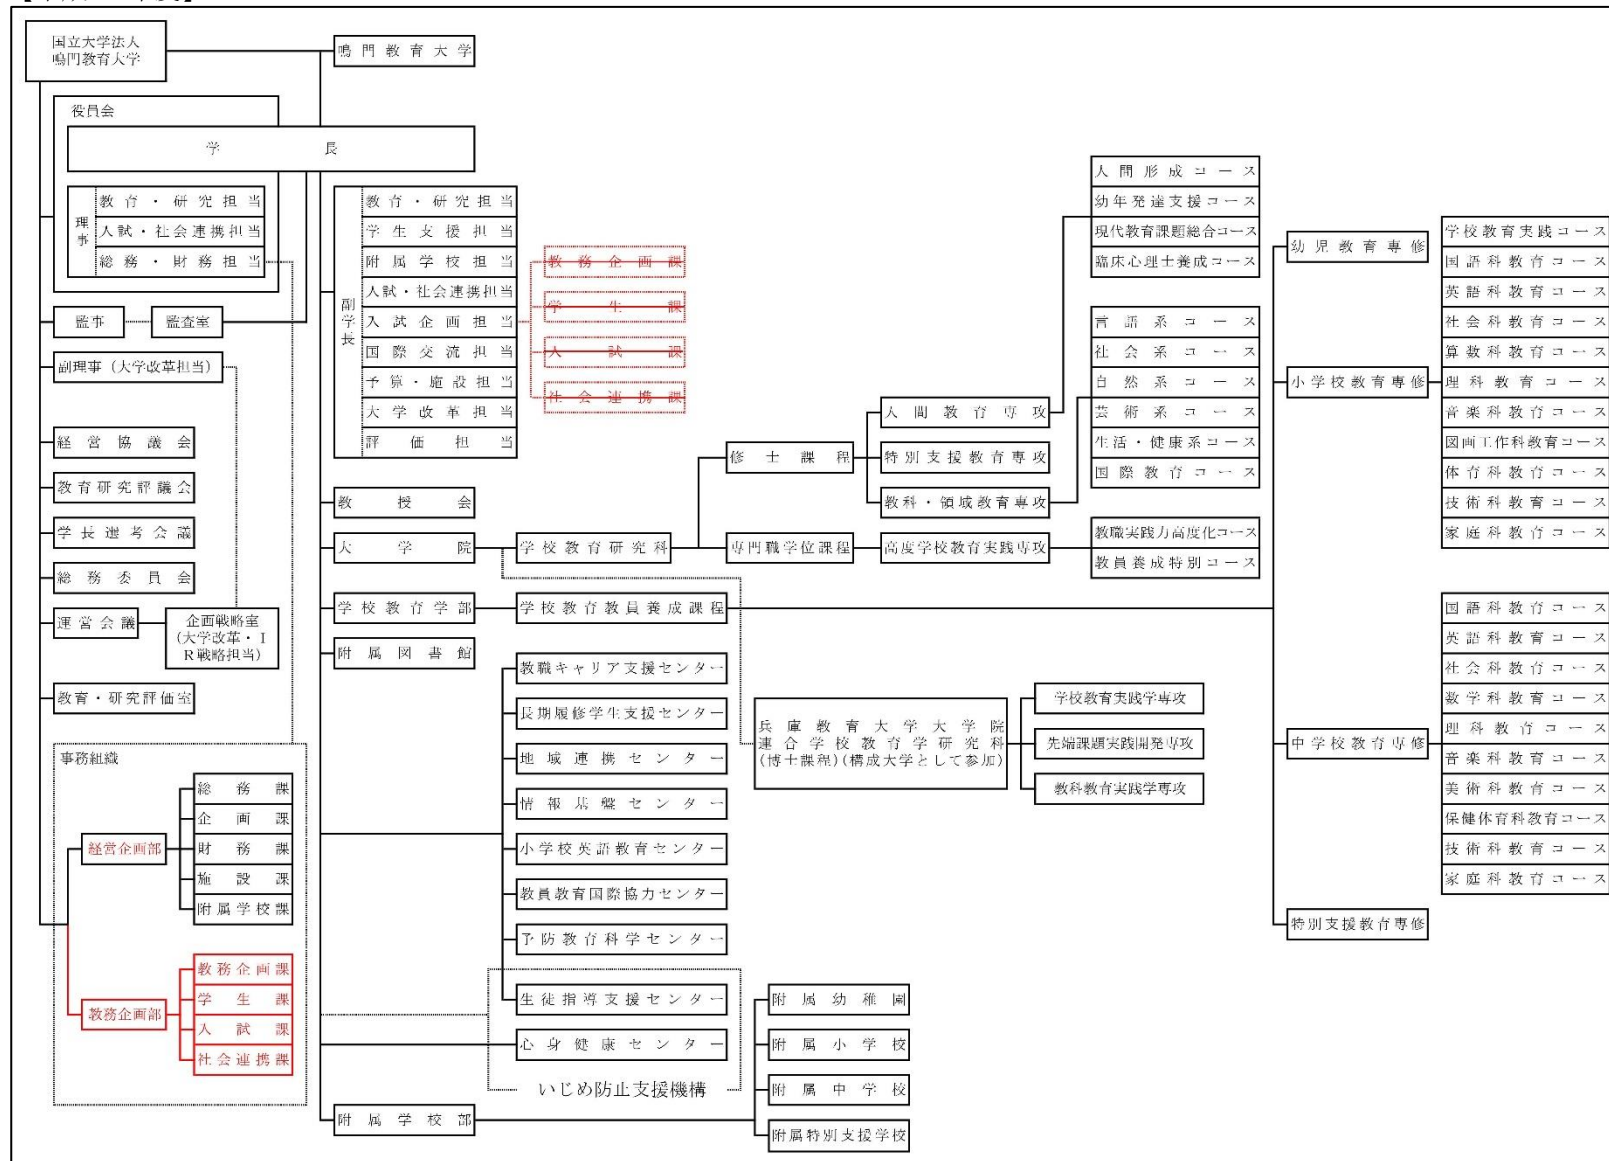 国立大学法人
鳴門教育大学
鳴門教育大学
役員会
学長
理事
教育・研究担当
入試・社会連携担当
総務・財務担当
監事
監査室
副理事（大学改革担当）
経営協議会
教育研究評議会
学長選考会議
総務委員会
運営会議
企画戦略室
（大学改革・Ｉ
Ｒ戦略担当）
教育・研究評価室
事務組織
経営企画部
総務課
企画課
財務課
施設課
附属学校課
教務企画部
教務企画課
学生課
入試課
社会連携課
副学長
教育・研究担当
学生支援担当
附属学校担当
入試・社会連携担当
入試企画担当
国際交流担当
予算・施設担当
大学改革担当
評価担当
教務企画課
学生課
入試課
社会連携課
教授会
大学院
学校教育研究科
修士課程
人間教育専攻
特別支援教育専攻
教科・領域教育専攻
専門職学位課程
高度学校教育実践専攻
人間形成コース
幼年発達支援コース
現代教育課題総合コース
臨床心理士養成コース
言語系コース
社会系コース
自然系コース
芸術系コース
生活・健康系コース
国際教育コース
教職実践力高度化コース
教員養成特別コース
学校教育学部
学校教育教員養成課程
幼児教育専修
小学校教育専修
学校教育実践コース
国語科教育コース
英語科教育コース
社会科教育コース
算数科教育コース
理科教育コース
音楽科教育コース
図画工作科教育コース
体育科教育コース
技術科教育コース
家庭科教育コース
中学校教育専修
国語科教育コース
英語科教育コース
社会科教育コース
数学科教育コース
理科教育コース
音楽科教育コース
美術科教育コース
保健体育科教育コース
技術科教育コース
家庭科教育コース
特別支援教育専修
附属図書館
教職キャリア支援センター
長期履修学生支援センター
地域連携センター
情報基盤センター
小学校英語教育センター
教員教育国際協力センター
予防教育科学センター
生徒指導支援センター
心身健康センター
いじめ防止支援機構
兵庫教育大学大学院
連合学校教育学研究科
（博士課程）（構成大学として参加）
学校教育実践学専攻
先端課題実践開発専攻
教科教育実践学専攻
附属学校部
附属幼稚園
附属小学校
附属中学校
附属特別支援学校